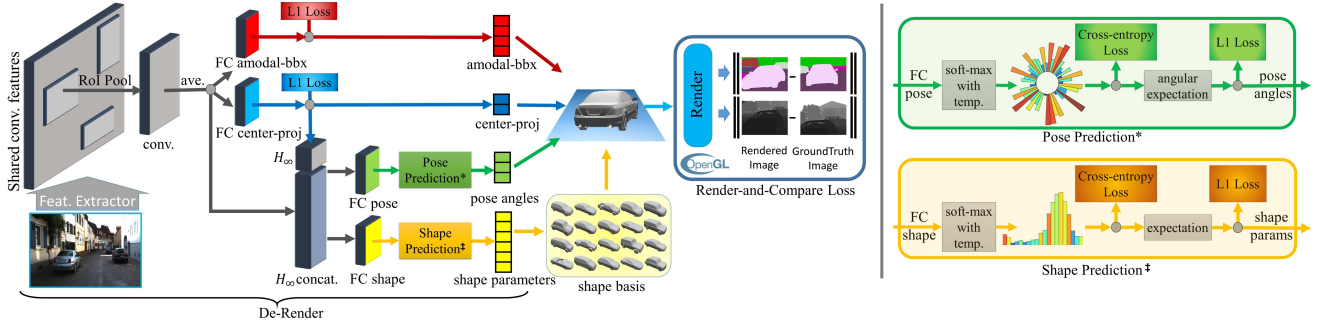 Shared conv. features
RoI Pool
conv.
ave.
Feat. Extractor
FC amodal-bbx
L1 Loss
amodal-bbx
L1 Loss
FC center-proj
center-proj
H∞
FC pose
Pose
Prediction*
pose angles
H∞ concat.
FC shape
Shape
Prediction‡
shape parameters
shape basis
De-Render
Render
OpenGL
Rendered
Image
GroundTruth
Image
Render-and-Compare Loss
FC
pose
soft-max
with
temp.
Cross-entropy
Loss
angular
expectation
L1 Loss
pose
angles
Pose Prediction*
FC
shape
soft-max
with
temp.
Cross-entropy
Loss
expectation
L1 Loss
shape
params
Shape Prediction‡